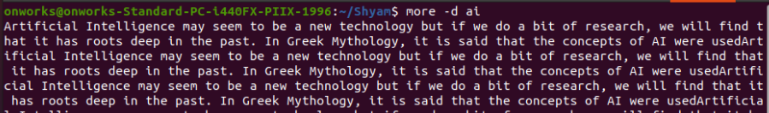 onworks@onworks-Standard-PC-i440FX-PIIX-1996:~/Shyam$ more -d ai
Artificial Intelligence may seem to be a new technology but if we do a bit of research, we will find t
hat it has roots deep in the past. In Greek Mythology, it is said that the concepts of AI were usedArt
ificial Intelligence may seem to be a new technology but if we do a bit of research, we will find that
 it has roots deep in the past. In Greek Mythology, it is said that the concepts of AI were usedArtifi
cial Intelligence may seem to be a new technology but if we do a bit of research, we will find that it
 has roots deep in the past. In Greek Mythology, it is said that the concepts of AI were usedArtificia